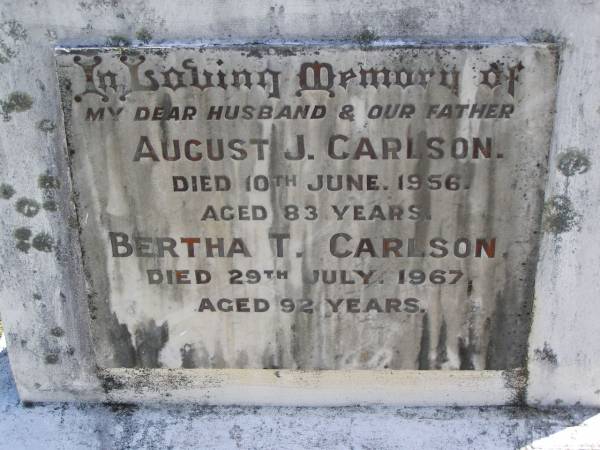 In Loving Memory of
MY DEAR HUSBAND & OUR FATHER
AUGUST J. CARLSON.
DIED 10TH JUNE. 1956.
AGED 83 YEARS.
BERTHA T. CARLSON.
DIED 29TH JULY. 1967
AGED 92 YEARS.